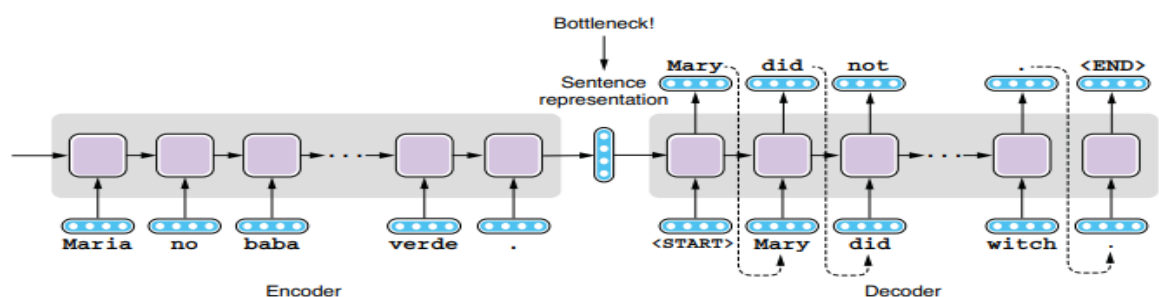 Bottleneck!
Sentence
representation
Mary did not . <END>
...
...
Maria no baba verde .
<START> Mary did witch .
Encoder
Decoder